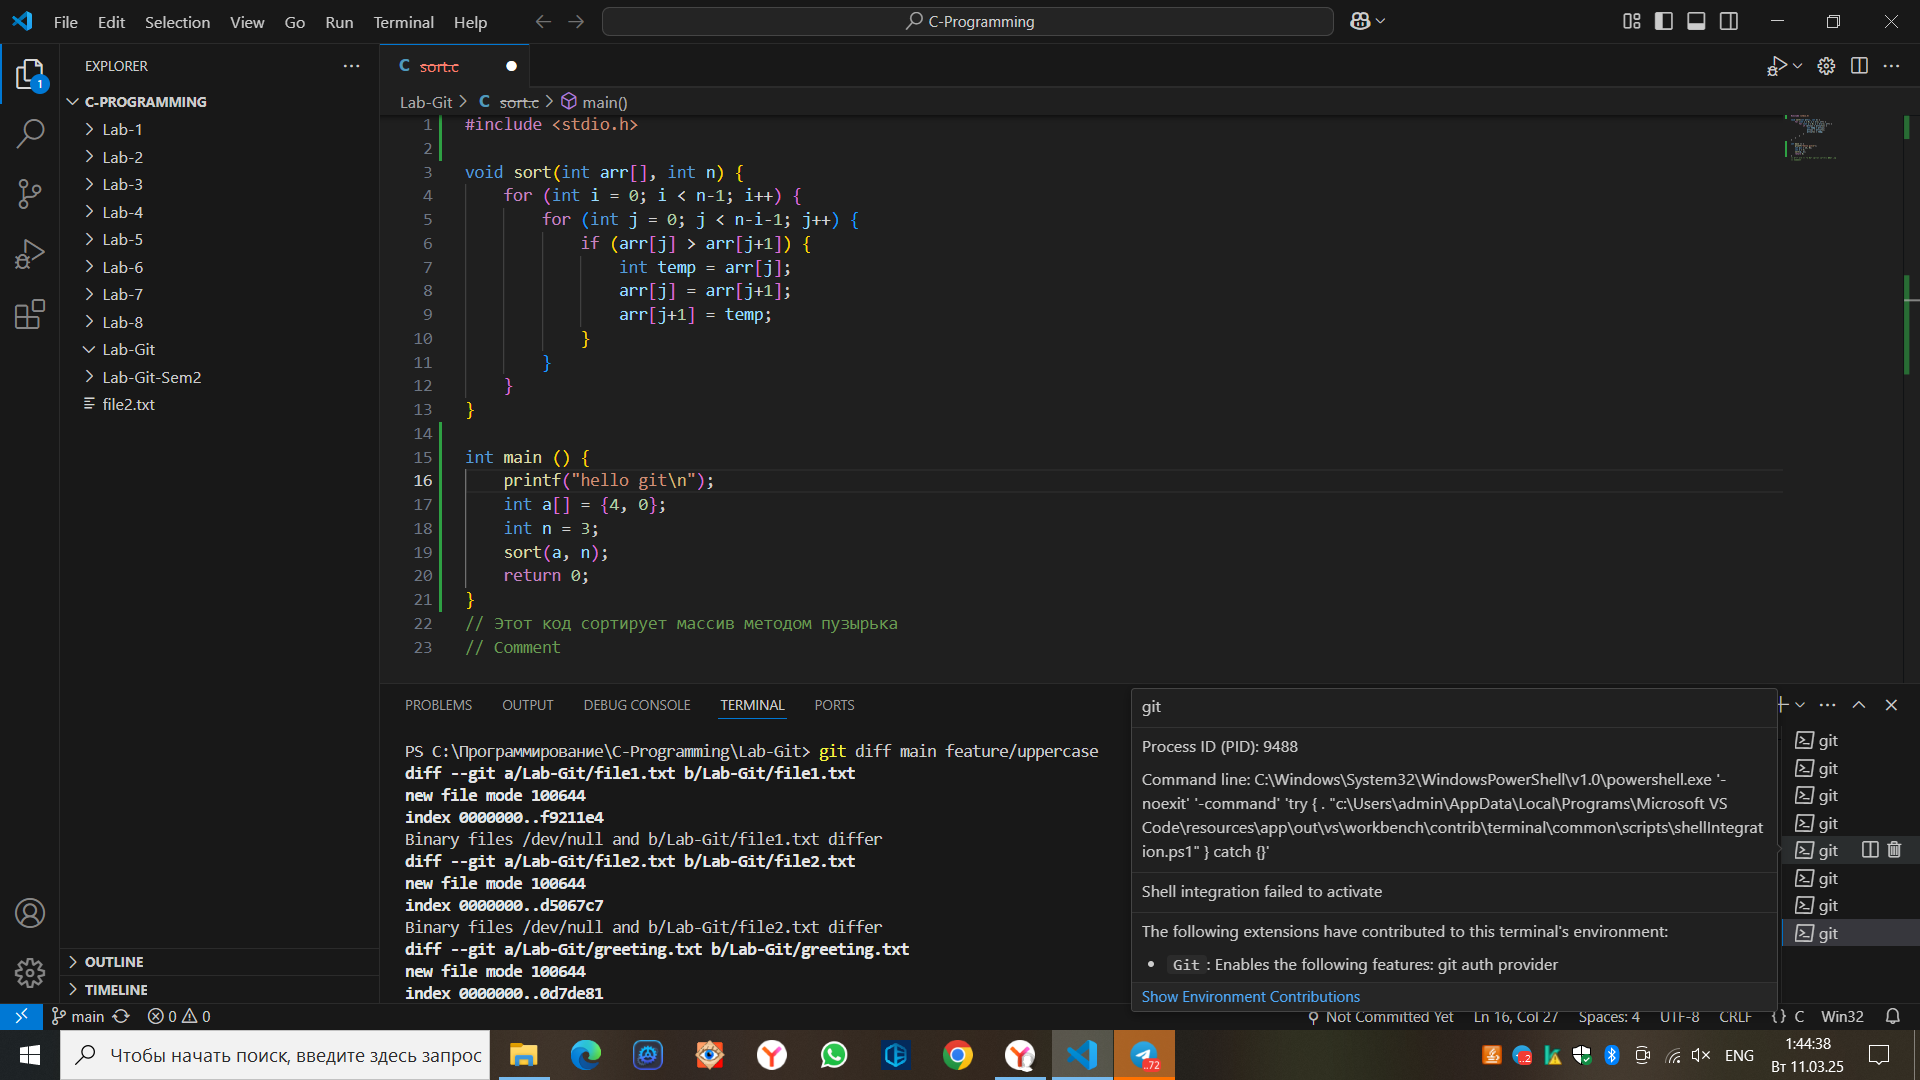 File Edit Selection View Go Run Terminal Help
C-Programming
EXPLORER
1
C-PROGRAMMING
Lab-1
Lab-2
Lab-3
Lab-4
Lab-5
Lab-6
Lab-7
Lab-8
Lab-Git
Lab-Git-Sem2
file2.txt
OUTLINE
TIMELINE
C sort.c
Lab-Git > C sort.c > main()
1 #include <stdio.h>
2
3 void sort(int arr[], int n) {
4 for (int i = 0; i < n-1; i++) {
5 for (int j = 0; j < n-i-1; j++) {
6 if (arr[j] > arr[j+1]) {
7 int temp = arr[j];
8 arr[j] = arr[j+1];
9 arr[j+1] = temp;
10 }
11 }
12 }
13 }
14
15 int main () {
16 printf("hello git\n");
17 int a[] = {4, 0};
18 int n = 3;
19 sort(a, n);
20 return 0;
21 }
22 // Этот код сортирует массив методом пузырька
23 // Comment
PROBLEMS OUTPUT DEBUG CONSOLE TERMINAL PORTS
PS C:\Программирование\C-Programming\Lab-Git> git diff main feature/uppercase
diff --git a/Lab-Git/file1.txt b/Lab-Git/file1.txt
new file mode 100644
index 0000000..f9211e4
Binary files /dev/null and b/Lab-Git/file1.txt differ
diff --git a/Lab-Git/file2.txt b/Lab-Git/file2.txt
new file mode 100644
index 0000000..d5067c7
Binary files /dev/null and b/Lab-Git/file2.txt differ
diff --git a/Lab-Git/greeting.txt b/Lab-Git/greeting.txt
new file mode 100644
index 0000000..0d7de81
git
Process ID (PID): 9488
Command line: C:\Windows\System32\WindowsPowerShell\v1.0\powershell.exe '-
noexit' '-command' 'try { . "c:\Users\admin\AppData\Local\Programs\Microsoft VS
Code\resources\app\out\vs\workbench\contrib\terminal\common\scripts\shellIntegrat
ion.ps1" } catch {}'
Shell integration failed to activate
The following extensions have contributed to this terminal's environment:
• Git : Enables the following features: git auth provider
Show Environment Contributions
git
git
git
git
git
git
git
git
main 0 0 Not Committed Yet Ln 16, Col 27 Spaces: 4 UTF-8 CRLF {} C Win32
Чтобы начать поиск, введите здесь запрос
..72
..2
ENG
1:44:38
Вт 11.03.25